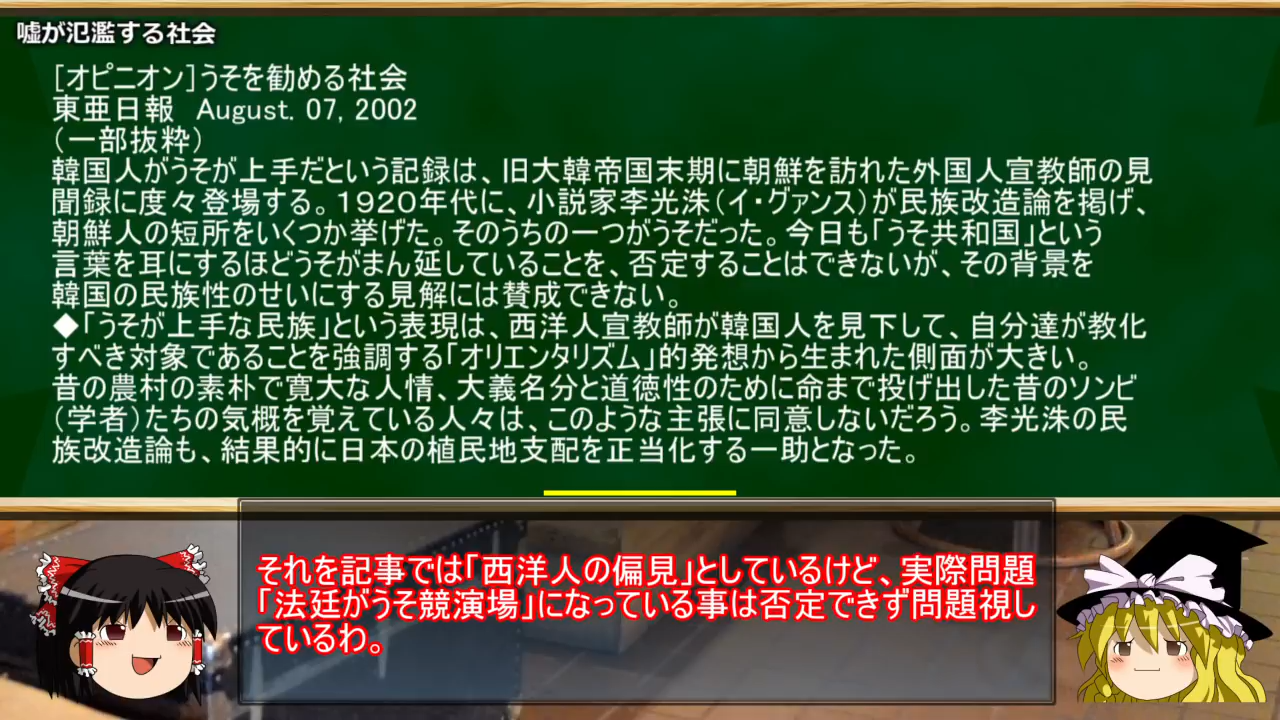 嘘が氾濫する社会
[オピニオン]うそを勧める社会
東亜日報 August. 07, 2002
(一部抜粋)
韓国人がうそが上手だという記録は、旧大韓帝国末期に朝鮮を訪れた外国人宣教師の見
聞録に度々登場する。1920年代に、小説家李光洙(イ・グァンス)が民族改造論を掲げ、
朝鮮人の短所をいくつか挙げた。そのうちの一つがうそだった。今日も「うそ共和国」という
言葉を耳にするほどうそがまん延していることを、否定することはできないが、その背景を
韓国の民族性のせいにする見解には賛成できない。
◆「うそが上手な民族」という表現は、西洋人宣教師が韓国人を見下して、自分達が教化
すべき対象であることを強調する「オリエンタリズム」的発想から生まれた側面が大きい。
昔の農村の素朴で寛大な人情、大義名分と道徳性のために命まで投げ出した昔のソンビ
(学者)たちの気概を覚えている人々は、このような主張に同意しないだろう。李光洙の民
族改造論も、結果的に日本の植民地支配を正当化する一助となった。
それを記事では「西洋人の偏見」としているけど、実際問題
「法廷がうそ競演場」になっている事は否定できず問題視し
ているわ。